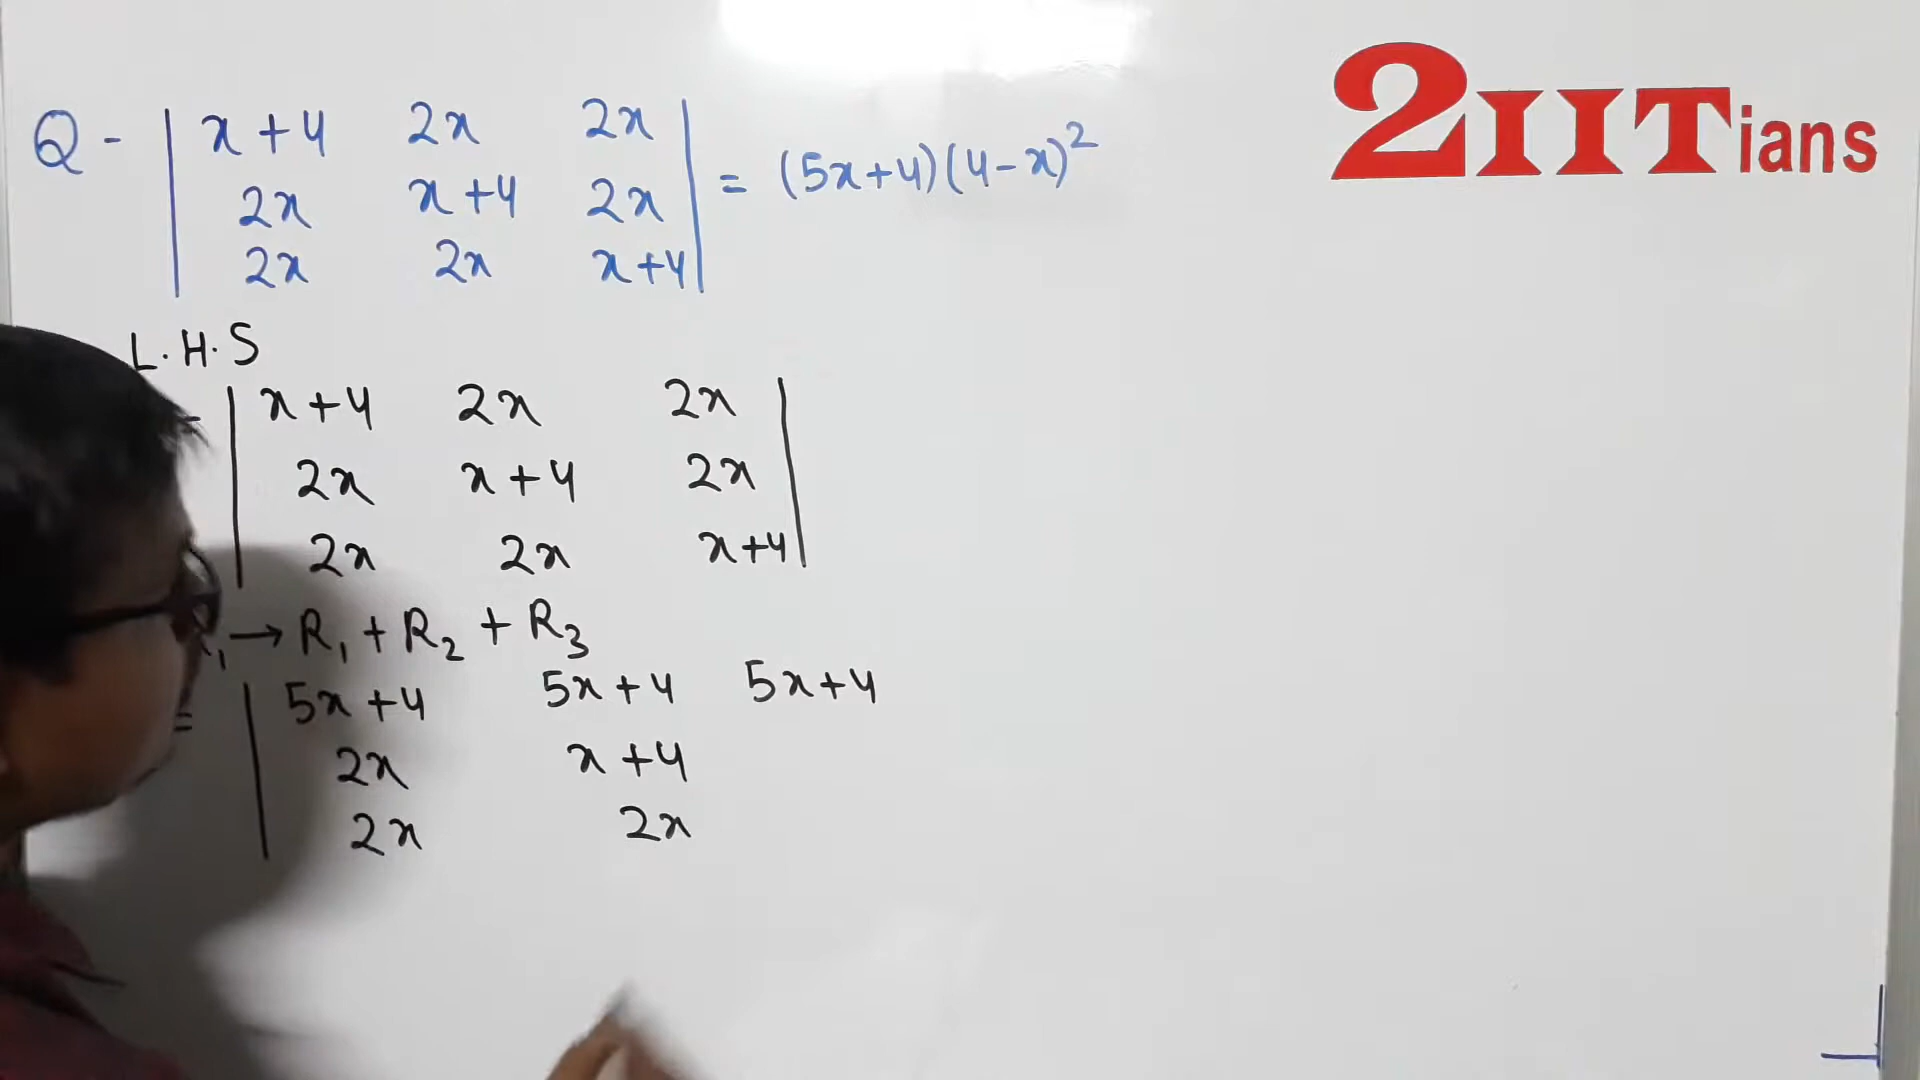 2IITians
Q - | x+4 2x 2x | = (5x+4)(4-x)²
| 2x x+4 2x |
| 2x 2x x+4 |
L.H.S
| x+4 2x 2x |
| 2x x+4 2x |
| 2x 2x x+4 |
R₁ → R₁ + R₂ + R₃
= | 5x+4 5x+4 5x+4
| 2x x+4
| 2x 2x